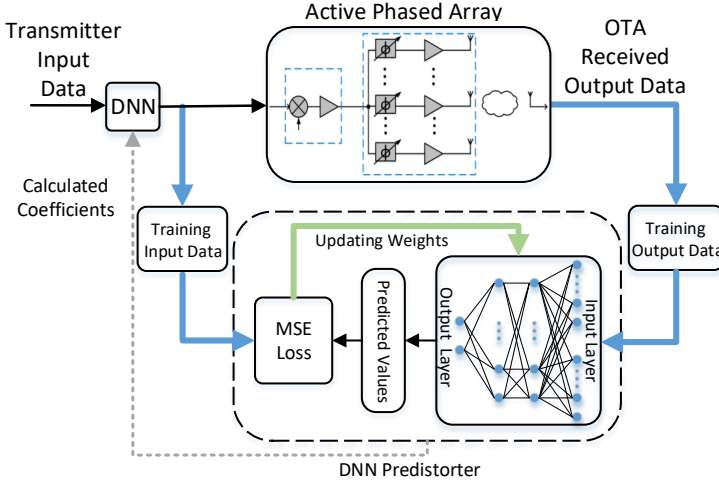 Transmitter
Input
Data
DNN
Active Phased Array
ϕ
ϕ
ϕ
OTA
Received
Output Data
Calculated
Coefficients
Training
Input Data
Training
Output Data
Updating Weights
MSE
Loss
Predicted Values
Output Layer
Input Layer
DNN Predistorter